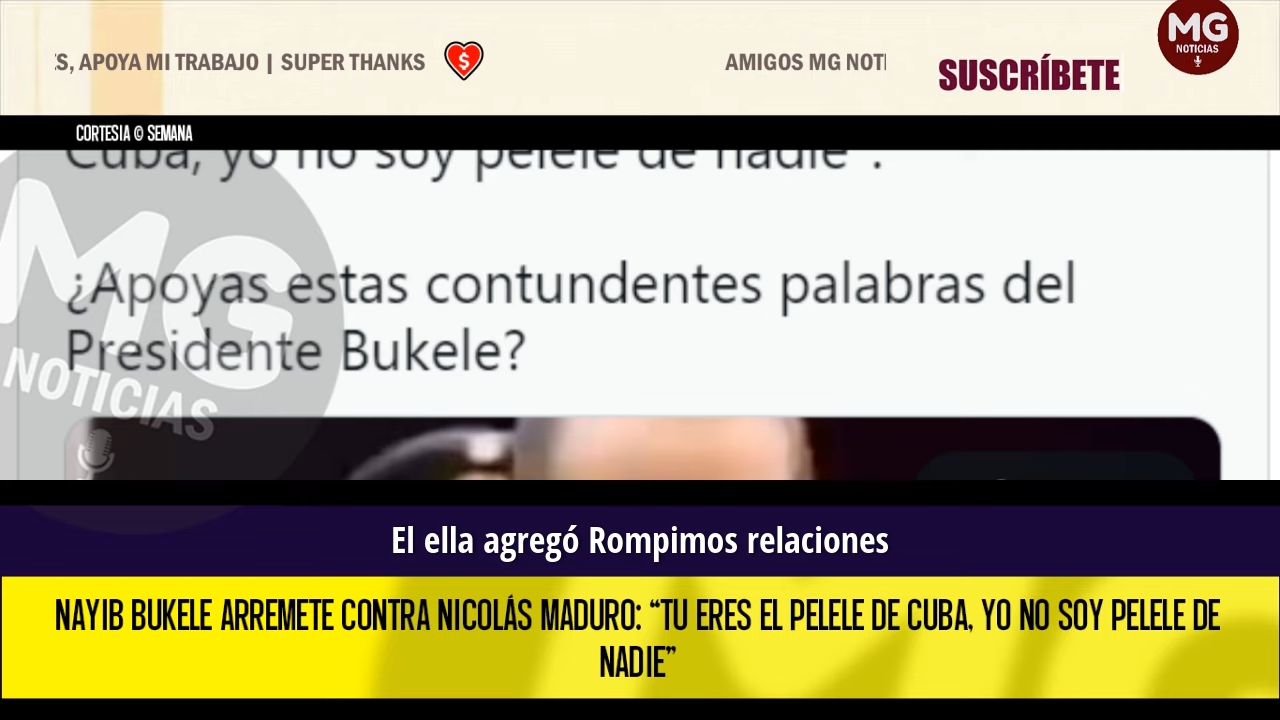 S, APOYA MI TRABAJO | SUPER THANKS
AMIGOS MG NOTI
SUSCRÍBETE
MG
NOTICIAS
CORTESIA © SEMANA
Cuba, yo no soy pelele de nadie".
¿Apoyas estas contundentes palabras del
Presidente Bukele?
MG
NOTICIAS
El ella agregó Rompimos relaciones
NAYIB BUKELE ARREMETE CONTRA NICOLÁS MADURO: “TU ERES EL PELELE DE CUBA, YO NO SOY PELELE DE
NADIE”